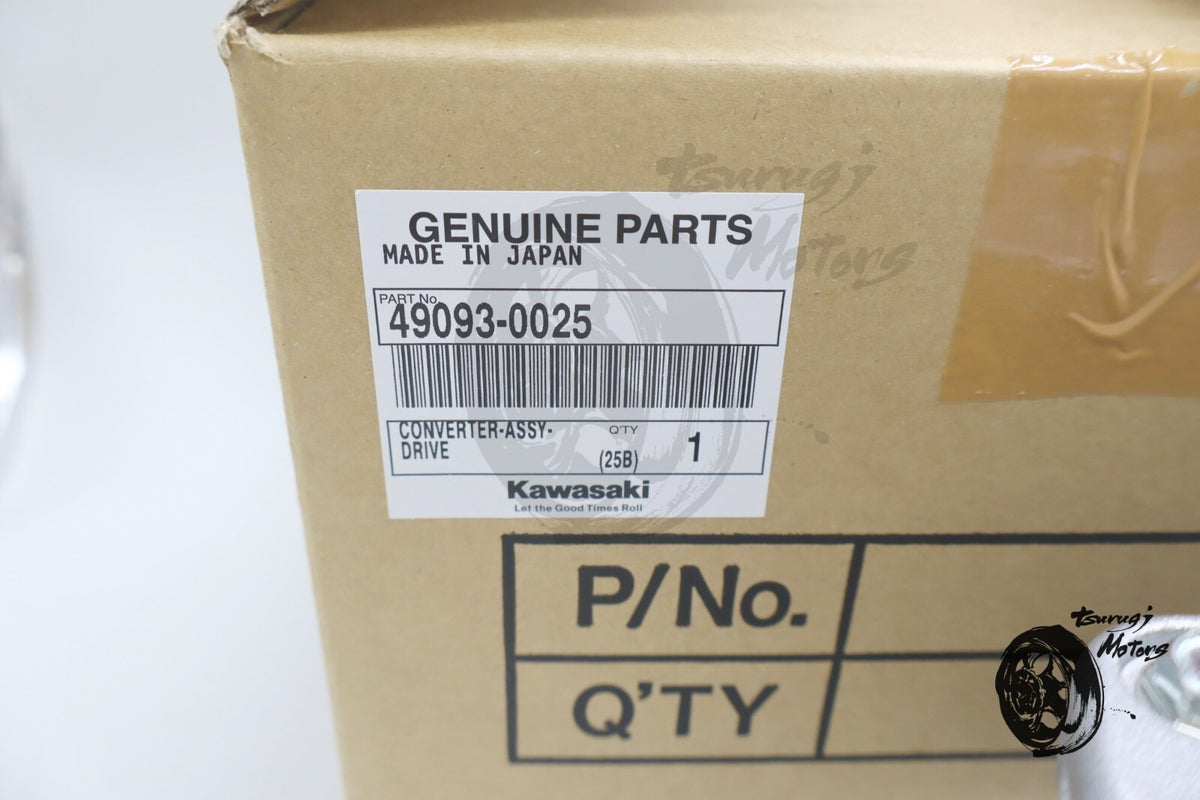 GENUINE PARTS
MADE IN JAPAN
PART No.
49093-0025
CONVERTER-ASSY-
DRIVE
Q'TY
(25B)
1
Kawasaki
Let the Good Times Roll
tsurugi
Motors
P/No.
Q'TY
tsurugi
Motors